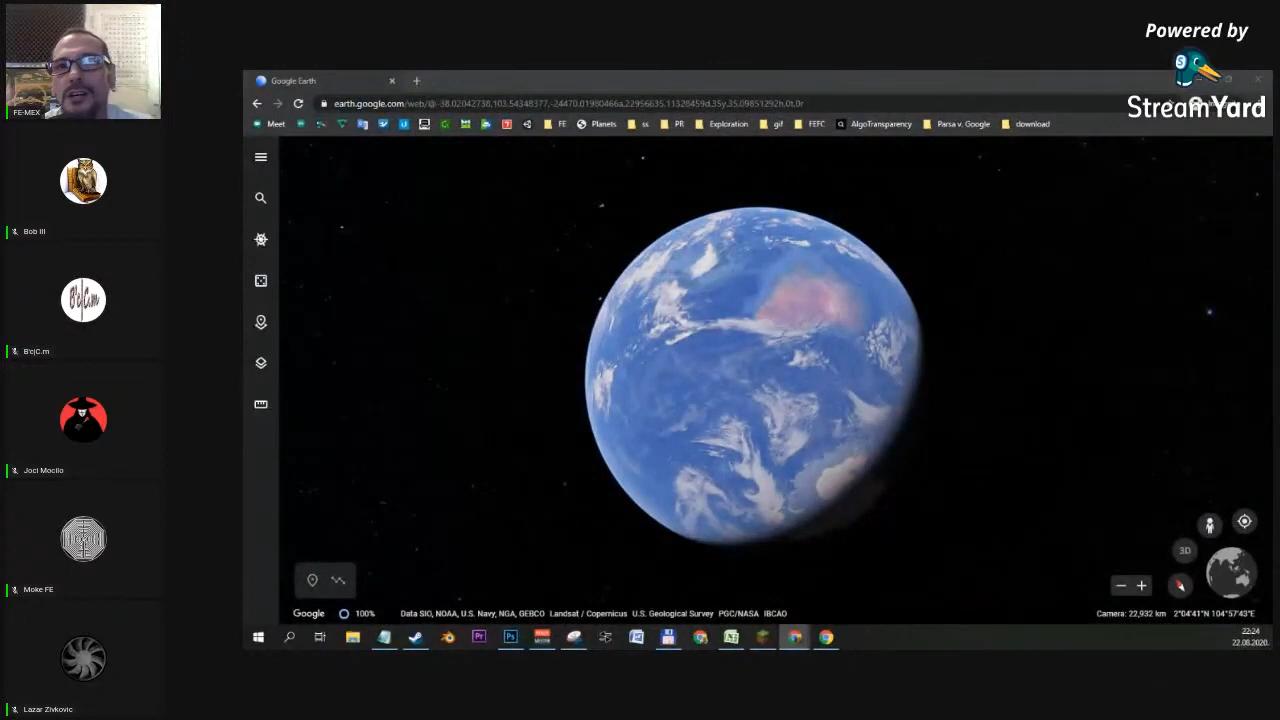 Powered by
StreamYard
FE-MEX
Bob III
B'c|C.m
B'c|C.m
Joci Mocilo
Moke FE
Lazar Zivkovic
Google Earth
earth.google.com/web/@-38.02042738,103.54348377,-24470.01980466a,22956635.11328459d,35y,35.09851292h,0t,0r
Meet
FE
Planets
ss
PR
Exploration
gif
FEFC
AlgoTransparency
Parsa v. Google
download
3D
Google
100%
Data SIO, NOAA, U.S. Navy, NGA, GEBCO Landsat / Copernicus U.S. Geological Survey PGC/NASA IBCAO
Camera: 22,932 km 2°04'41"N 104°57'43"E
22:24
22.08.2020.